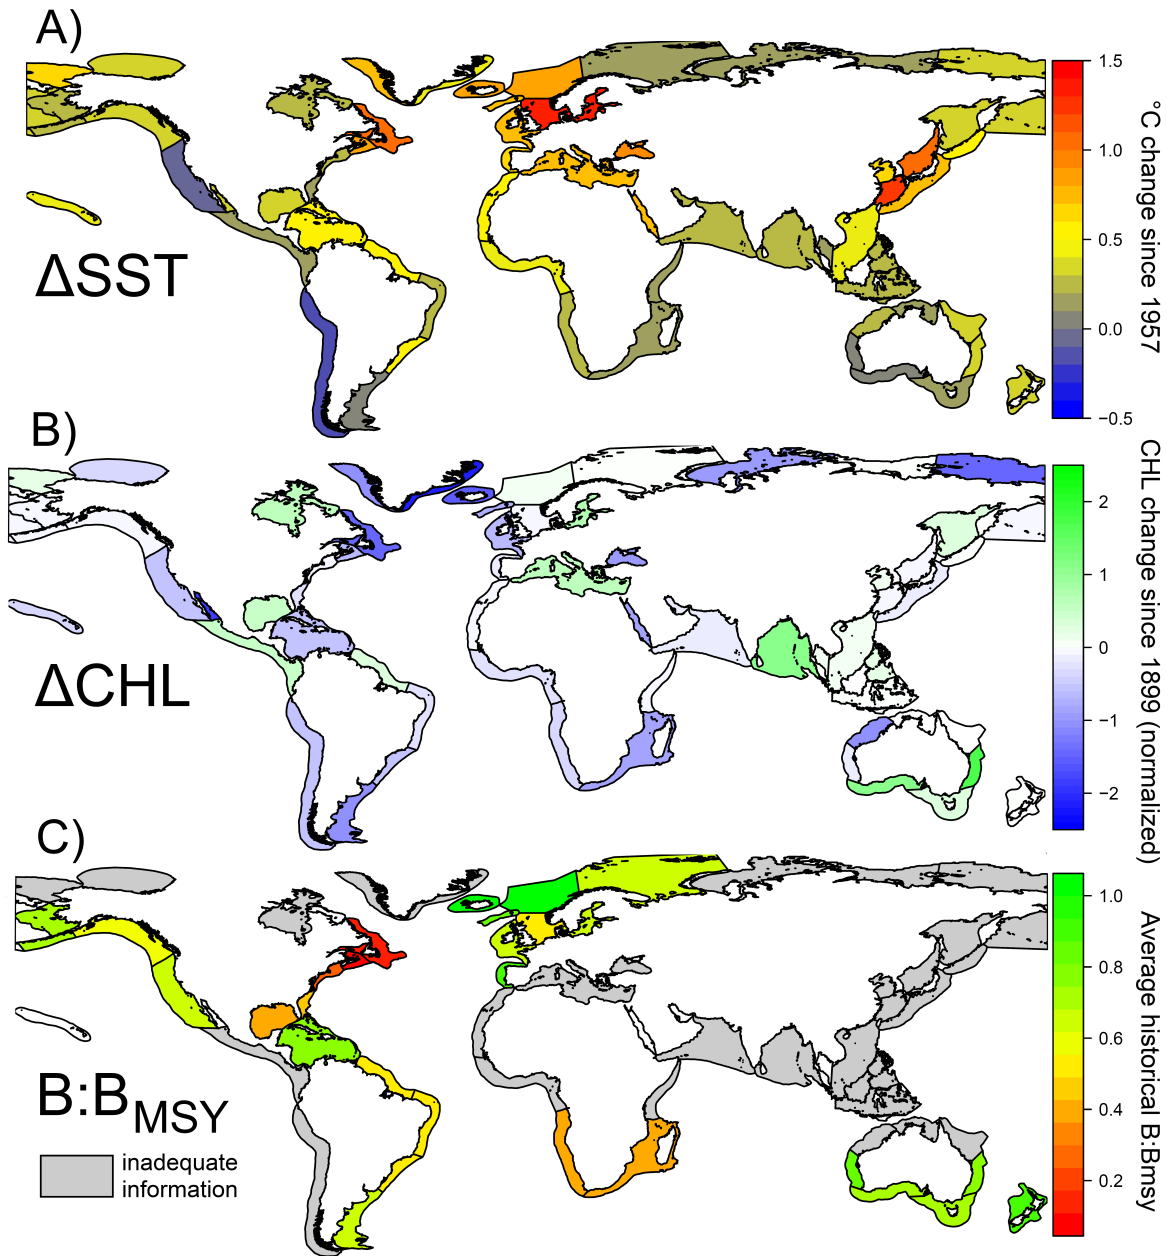 A)
ΔSST
1.5
1.0
0.5
0.0
−0.5
°C change since 1957
B)
ΔCHL
2
1
0
−1
−2
CHL change since 1899 (normalized)
C)
B:BMSY
inadequate
information
1.0
0.8
0.6
0.4
0.2
Average historical B:Bmsy